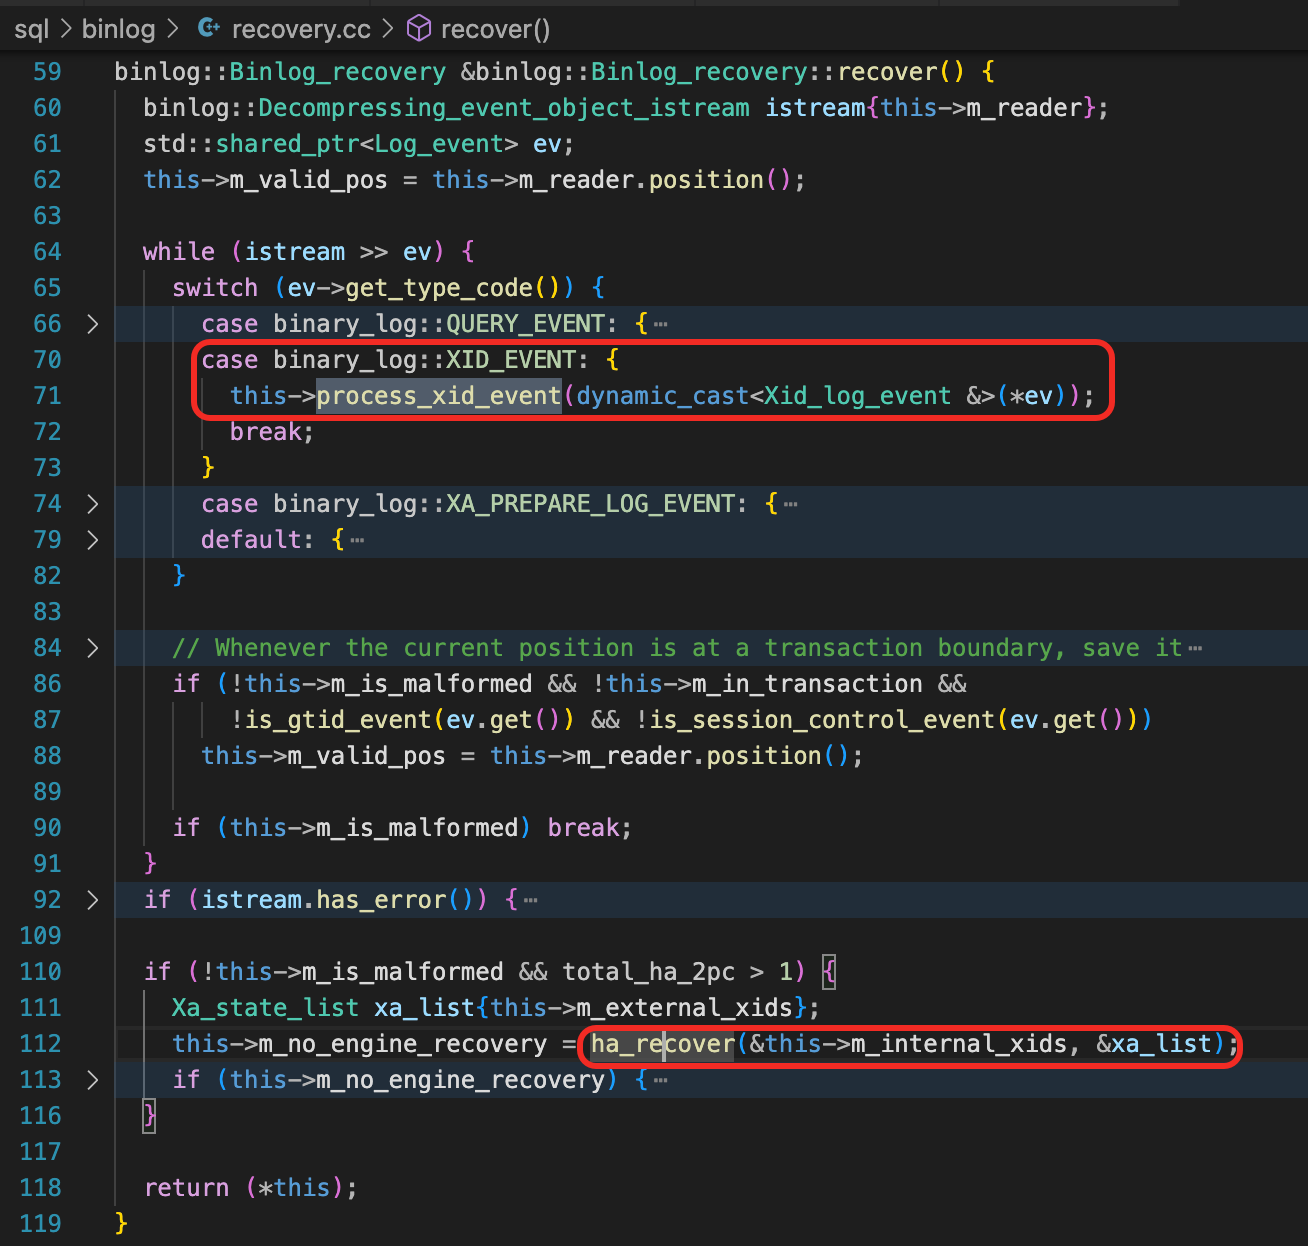 sql > binlog > recovery.cc > recover()
59 binlog::Binlog_recovery &binlog::Binlog_recovery::recover() {
60   binlog::Decompressing_event_object_istream istream{this->m_reader};
61   std::shared_ptr<Log_event> ev;
62   this->m_valid_pos = this->m_reader.position();
63
64   while (istream >> ev) {
65     switch (ev->get_type_code()) {
66       case binary_log::QUERY_EVENT: {⋯
70       case binary_log::XID_EVENT: {
71         this->process_xid_event(dynamic_cast<Xid_log_event &>(*ev));
72         break;
73       }
74       case binary_log::XA_PREPARE_LOG_EVENT: {⋯
79       default: {⋯
82     }
83
84     // Whenever the current position is at a transaction boundary, save it⋯
86     if (!this->m_is_malformed && !this->m_in_transaction &&
87         !is_gtid_event(ev.get()) && !is_session_control_event(ev.get()))
88       this->m_valid_pos = this->m_reader.position();
89
90     if (this->m_is_malformed) break;
91   }
92   if (istream.has_error()) {⋯
109
110   if (!this->m_is_malformed && total_ha_2pc > 1) {
111     Xa_state_list xa_list{this->m_external_xids};
112     this->m_no_engine_recovery = ha_recover(&this->m_internal_xids, &xa_list);
113     if (this->m_no_engine_recovery) {⋯
116   }
117
118   return (*this);
119 }